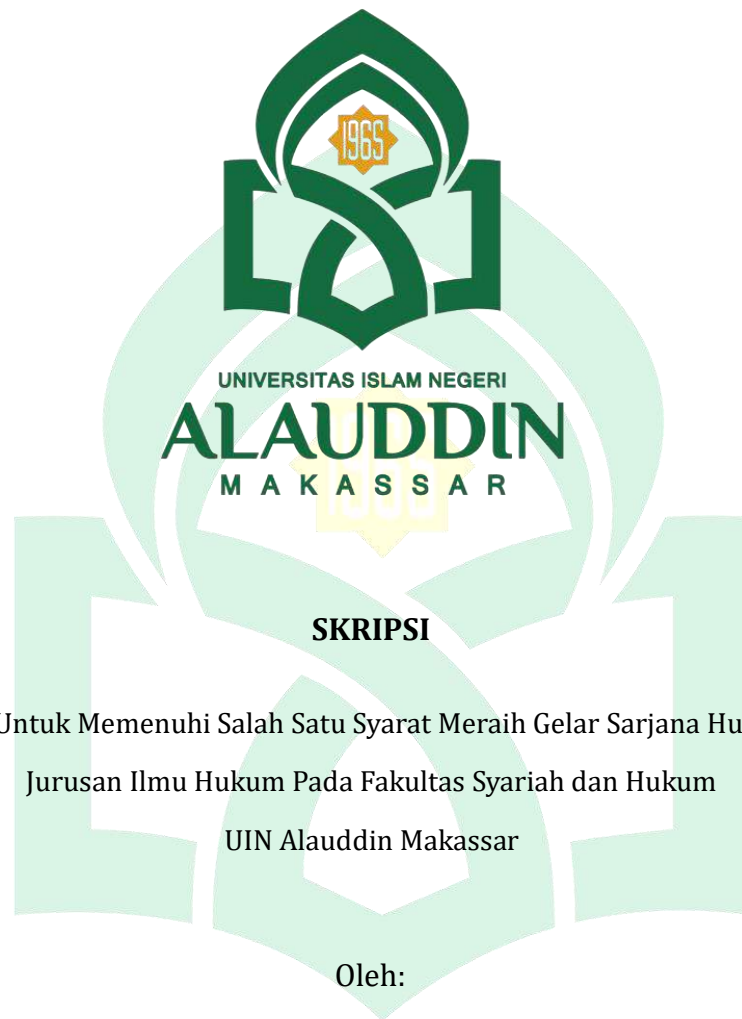 1965
UNIVERSITAS ISLAM NEGERI
ALAUDDIN
MAKASSAR
1965
SKRIPSI
Untuk Memenuhi Salah Satu Syarat Meraih Gelar Sarjana Hu
Jurusan Ilmu Hukum Pada Fakultas Syariah dan Hukum
UIN Alauddin Makassar
Oleh: